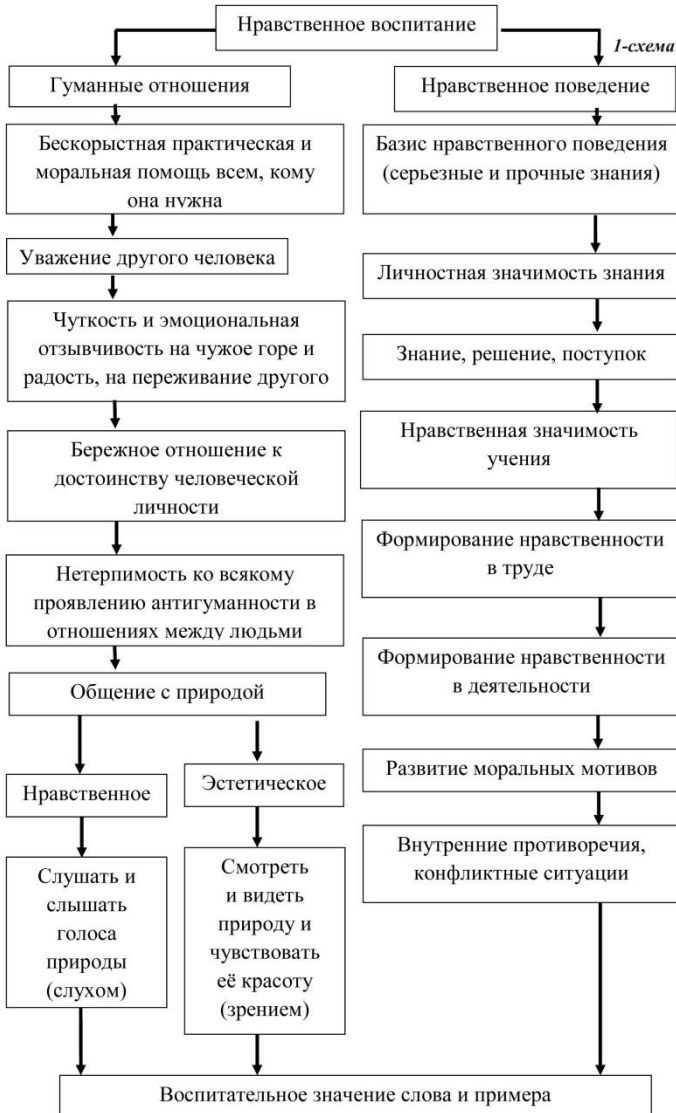 Нравственное воспитание
1-схема
Гуманные отношения
Бескорыстная практическая и
моральная помощь всем, кому
она нужна
Уважение другого человека
Чуткость и эмоциональная
отзывчивость на чужое горе и
радость, на переживание другого
Бережное отношение к
достоинству человеческой
личности
Нетерпимость ко всякому
проявлению антигуманности в
отношениях между людьми
Общение с природой
Нравственное
Слушать и
слышать
голоса
природы
(слухом)
Эстетическое
Смотреть
и видеть
природу и
чувствовать
её красоту
(зрением)
Нравственное поведение
Базис нравственного поведения
(серьезные и прочные знания)
Личностная значимость знания
Знание, решение, поступок
Нравственная значимость
учения
Формирование нравственности
в труде
Формирование нравственности
в деятельности
Развитие моральных мотивов
Внутренние противоречия,
конфликтные ситуации
Воспитательное значение слова и примера